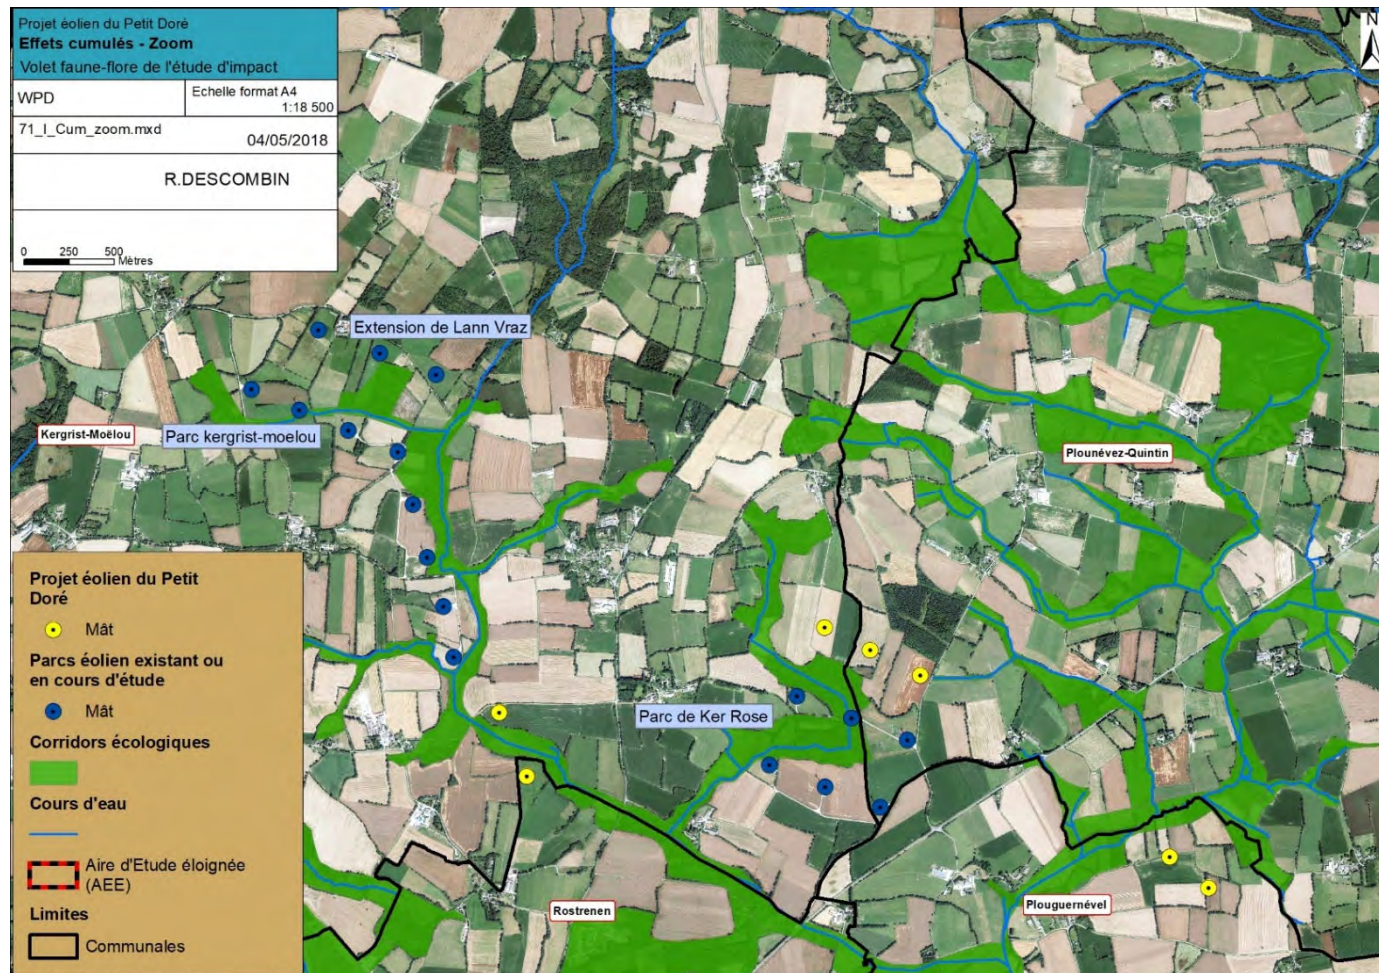 Projet éolien du Petit Doré
Effets cumulés - Zoom
Volet faune-flore de l'étude d'impact
WPD
Echelle format A4
1:18 500
71_I_Cum_zoom.mxd
04/05/2018
R.DESCOMBIN
0 250 500
Mètres
N
Extension de Lann Vraz
Kergrist-Moëlou
Parc kergrist-moelou
Plounévez-Quintin
Parc de Ker Rose
Rostrenen
Plouguernével
Projet éolien du Petit
Doré
Mât
Parcs éolien existant ou
en cours d'étude
Mât
Corridors écologiques
Cours d'eau
Aire d'Etude éloignée
(AEE)
Limites
Communales